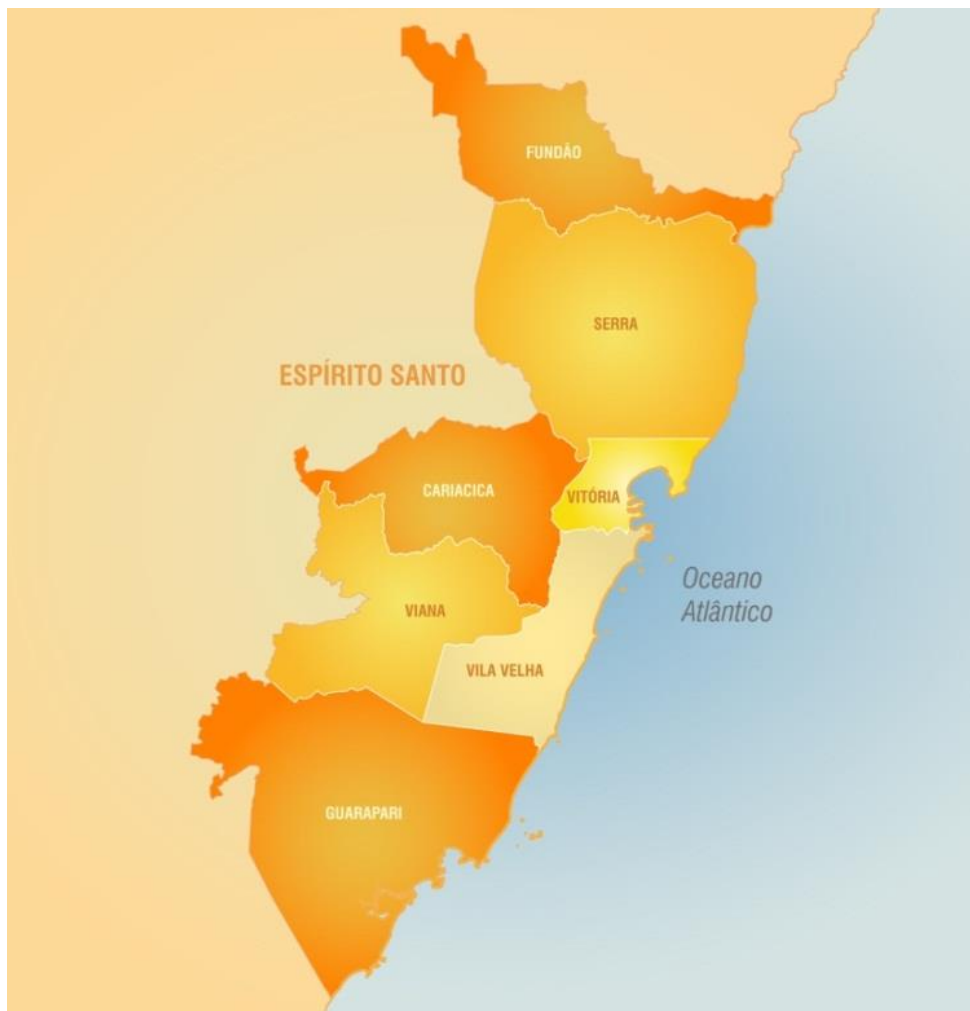 FUNDÃO
SERRA
ESPÍRITO SANTO
CARIACICA
VITÓRIA
Oceano
Atlântico
VIANA
VILA VELHA
GUARAPARI